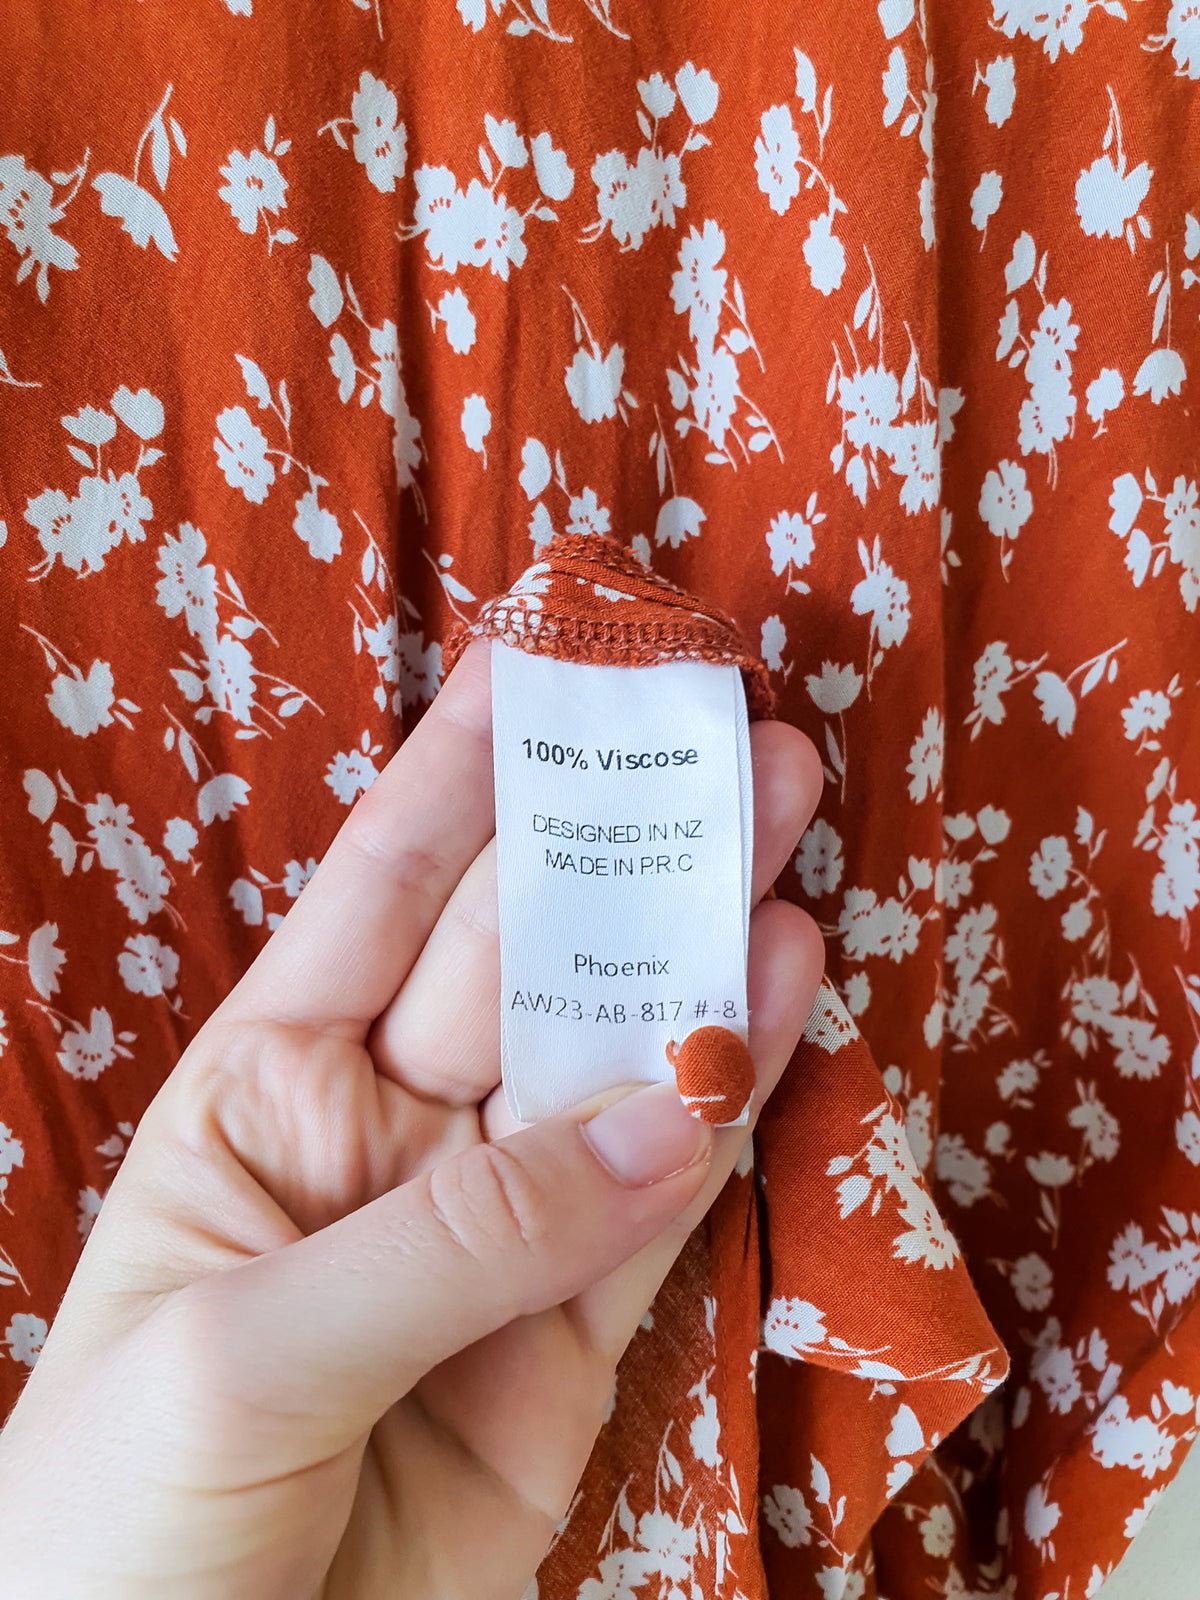 100% Viscose
DESIGNED IN NZ
MADE IN P.R.C
Phoenix
AW23-AB-817 #-8